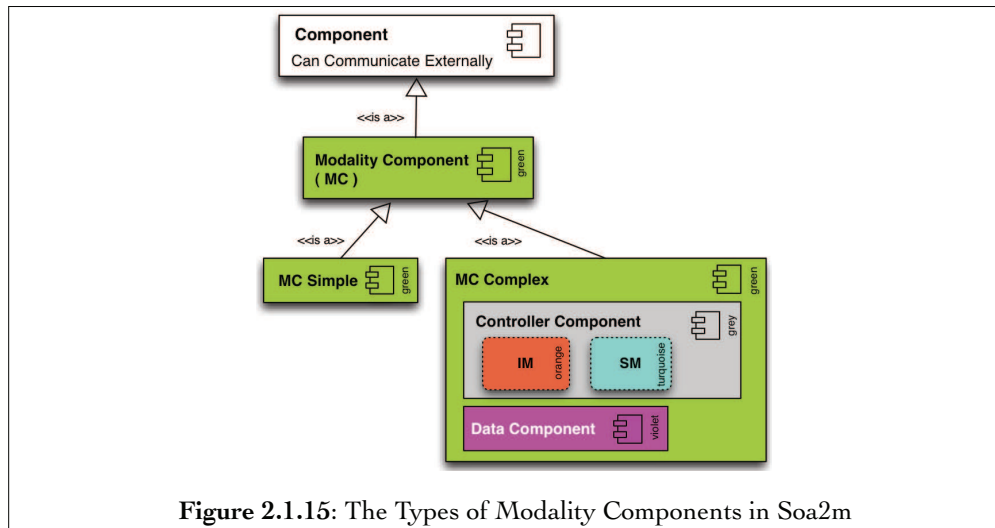 Component
Can Communicate Externally
<<is a>>
Modality Component
( MC )
green
<<is a>>
<<is a>>
MC Simple
green
MC Complex
green
Controller Component
grey
IM
orange
SM
turquoise
Data Component
violet
Figure 2.1.15: The Types of Modality Components in Soa2m